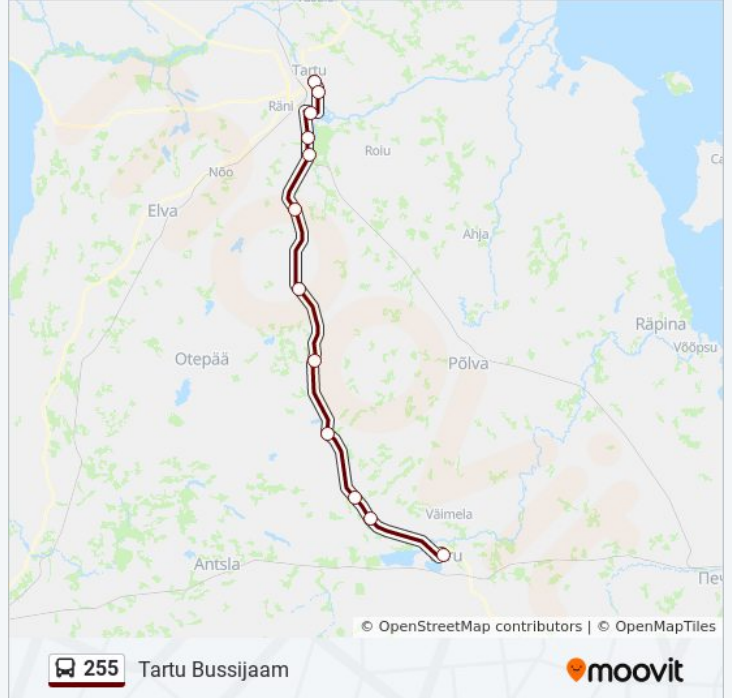 Tartu
Räni
Roiu
Nõo
Elva
Ahja
Räpina
Võõpsu
Otepää
Põlva
Väimela
ru
Antsla
© OpenStreetMap contributors | © OpenMapTiles
255 Tartu Bussijaam
moovit